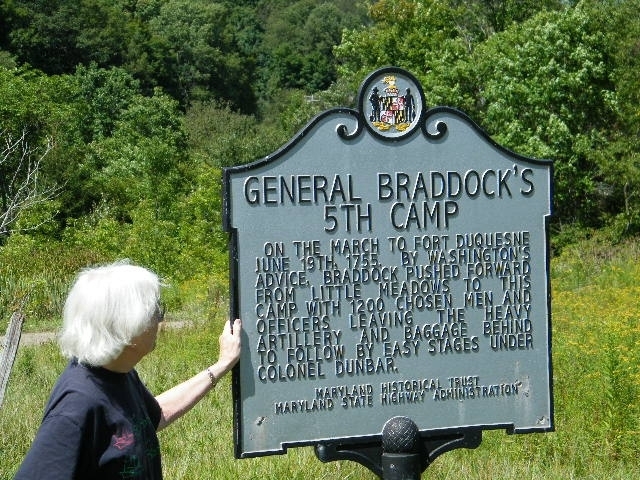 GENERAL BRADDOCK'S
5TH CAMP
ON THE MARCH TO FORT DUQUESNE
JUNE 19TH, 1755. BY WASHINGTON'S
ADVICE, BRADDOCK PUSHED FORWARD
FROM LITTLE MEADOWS TO THIS
CAMP WITH 1200 CHOSEN MEN AND
OFFICERS LEAVING THE HEAVY
ARTILLERY AND BAGGAGE BEHIND
TO FOLLOW BY EASY STAGES UNDER
COLONEL DUNBAR.
MARYLAND HISTORICAL TRUST
MARYLAND STATE HIGHWAY ADMINISTRATION